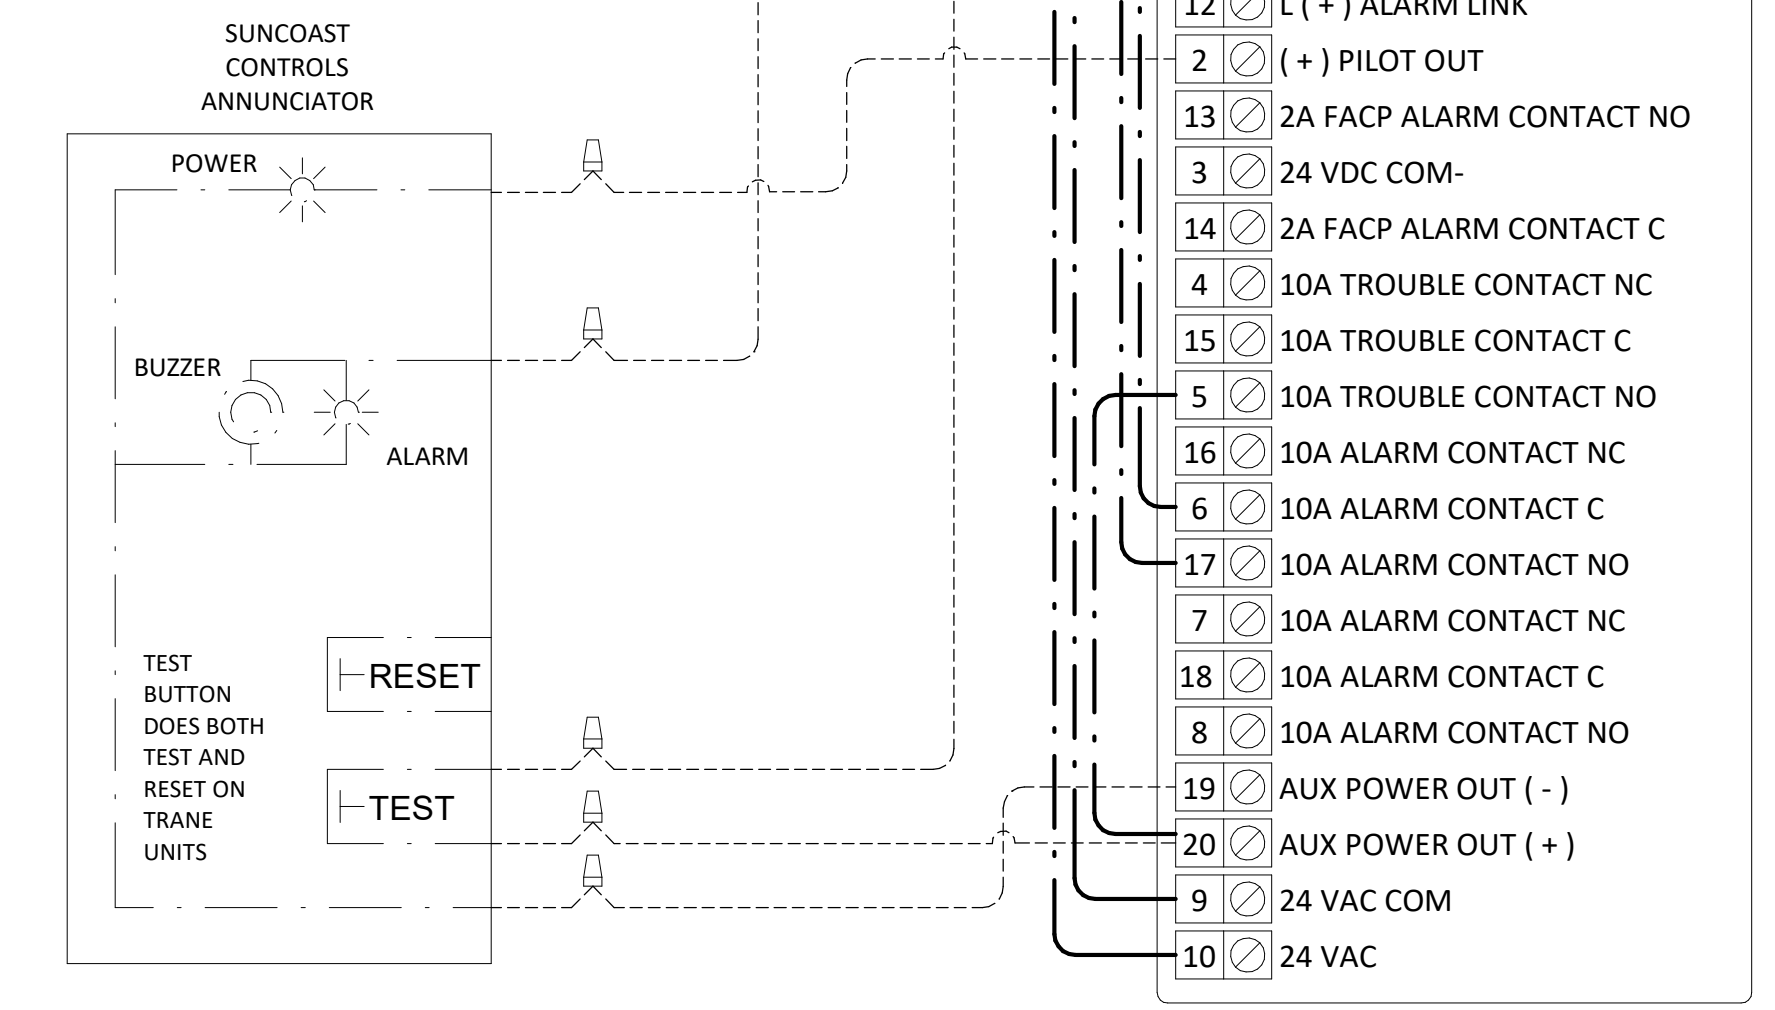 SUNCOAST
CONTROLS
ANNUNCIATOR
POWER
BUZZER
ALARM
RESET
TEST
BUTTON
DOES BOTH
TEST AND
RESET ON
TRANE
UNITS
TEST
12 L ( + ) ALARM LINK
2 ( + ) PILOT OUT
13 2A FACP ALARM CONTACT NO
3 24 VDC COM-
14 2A FACP ALARM CONTACT C
4 10A TROUBLE CONTACT NC
15 10A TROUBLE CONTACT C
5 10A TROUBLE CONTACT NO
16 10A ALARM CONTACT NC
6 10A ALARM CONTACT C
17 10A ALARM CONTACT NO
7 10A ALARM CONTACT NC
18 10A ALARM CONTACT C
8 10A ALARM CONTACT NO
19 AUX POWER OUT ( - )
20 AUX POWER OUT ( + )
9 24 VAC COM
10 24 VAC